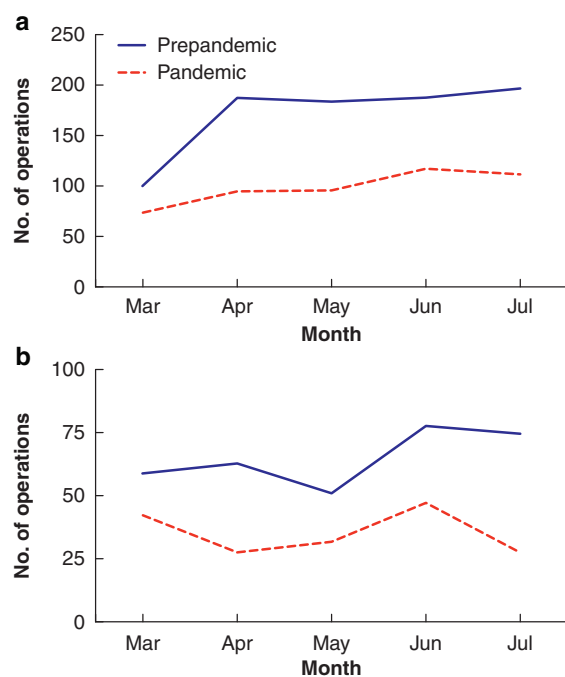 a
250
200
150
100
50
0
No. of operations
Prepandemic
Pandemic
Mar Apr May Jun Jul
Month
b
100
75
50
25
0
No. of operations
Mar Apr May Jun Jul
Month